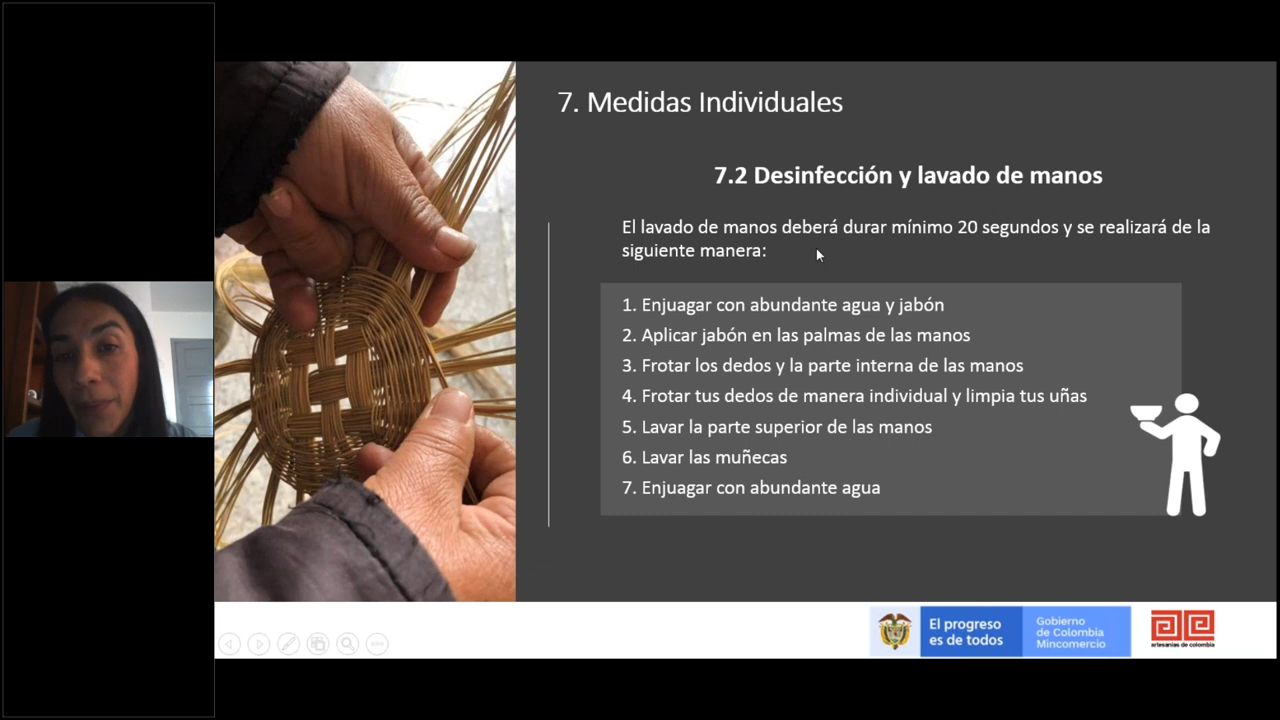 7. Medidas Individuales
7.2 Desinfección y lavado de manos
El lavado de manos deberá durar mínimo 20 segundos y se realizará de la
siguiente manera:
1. Enjuagar con abundante agua y jabón
2. Aplicar jabón en las palmas de las manos
3. Frotar los dedos y la parte interna de las manos
4. Frotar tus dedos de manera individual y limpia tus uñas
5. Lavar la parte superior de las manos
6. Lavar las muñecas
7. Enjuagar con abundante agua
El progreso
es de todos
Gobierno
de Colombia
Mincomercio
artesanías de colombia